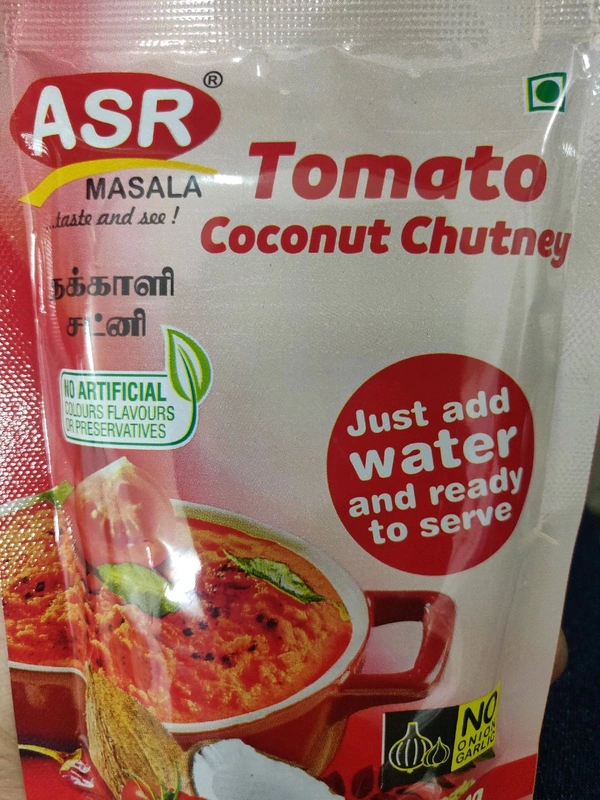 ASR®
MASALA
...taste and see !
Tomato
Coconut Chutney
தக்காளி
சட்னி
NO ARTIFICIAL
COLOURS FLAVOURS
OR PRESERVATIVES
Just add
water
and ready
to serve
NO
ONION
GARLIC